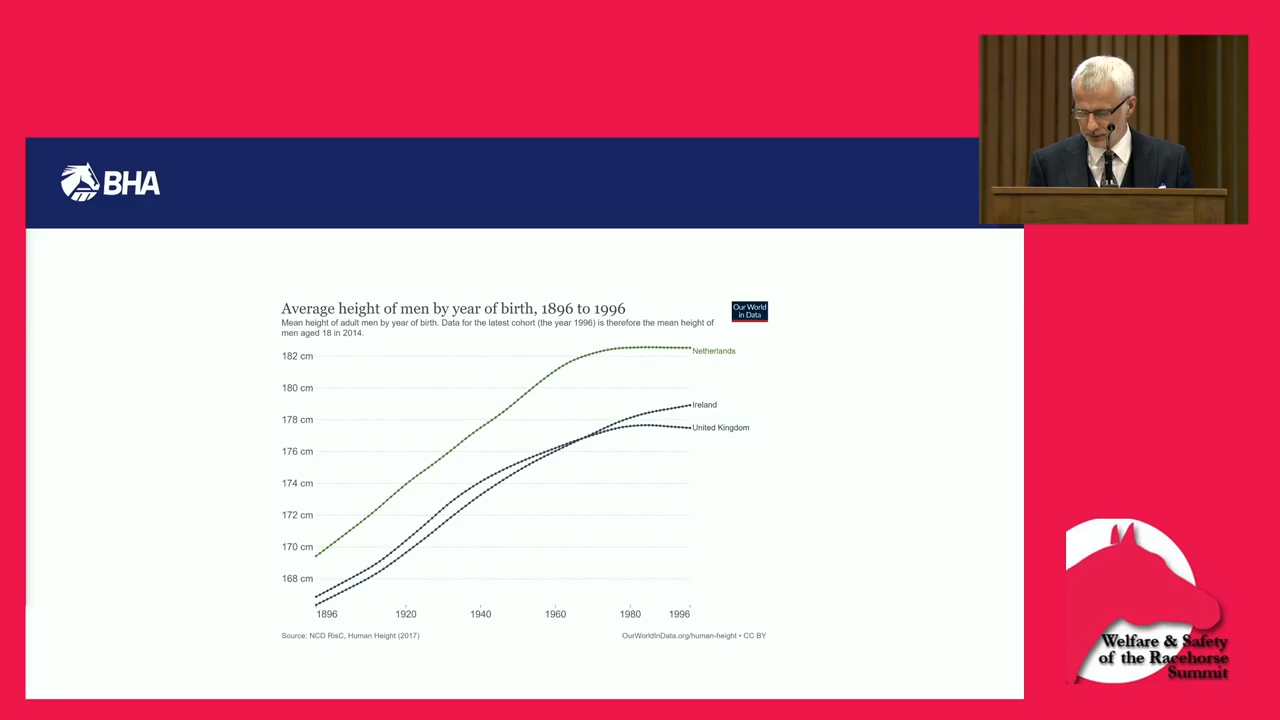 BHA
Average height of men by year of birth, 1896 to 1996
Our World
in Data
Mean height of adult men by year of birth. Data for the latest cohort (the year 1996) is therefore the mean height of
men aged 18 in 2014.
182 cm
Netherlands
180 cm
Ireland
178 cm
United Kingdom
176 cm
174 cm
172 cm
170 cm
168 cm
1896
1920
1940
1960
1980
1996
Source: NCD RisC, Human Height (2017)
OurWorldInData.org/human-height • CC BY
Welfare & Safety
of the Racehorse
Summit